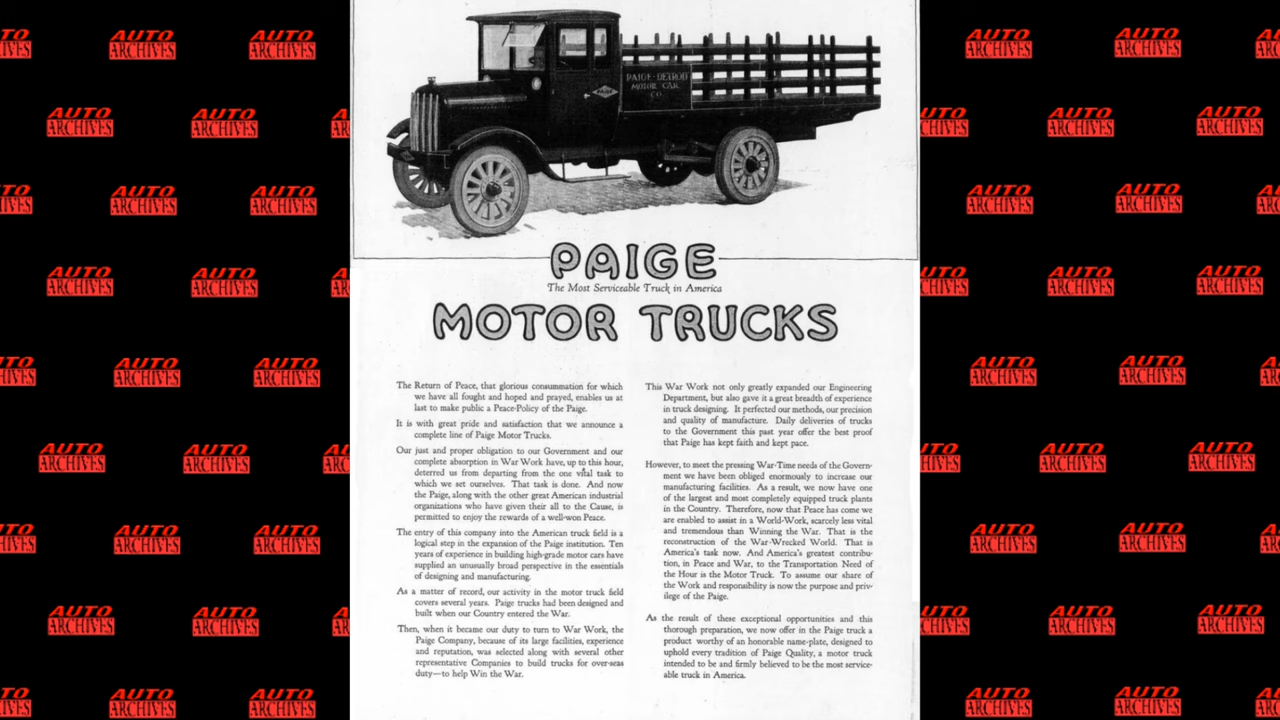 PAIGE-DETROIT
MOTOR CAR
CO.
PAIGE
PAIGE
The Most Serviceable Truck in America
MOTOR TRUCKS
The Return of Peace, that glorious consummation for which
we have all fought and hoped and prayed, enables us at
last to make public a Peace-Policy of the Paige.
It is with great pride and satisfaction that we announce a
complete line of Paige Motor Trucks.
Our just and proper obligation to our Government and our
complete absorption in War Work have, up to this hour,
deterred us from departing from the one vital task to
which we set ourselves. That task is done. And now
the Paige, along with the other great American industrial
organizations who have given their all to the Cause, is
permitted to enjoy the rewards of a well-won Peace.
The entry of this company into the American truck field is a
logical step in the expansion of the Paige institution. Ten
years of experience in building high-grade motor cars have
supplied an unusually broad perspective in the essentials
of designing and manufacturing.
As a matter of record, our activity in the motor truck field
covers several years. Paige trucks had been designed and
built when our Country entered the War.
Then, when it became our duty to turn to War Work, the
Paige Company, because of its large facilities, experience
and reputation, was selected along with several other
representative Companies to build trucks for over-seas
duty—to help Win the War.
This War Work not only greatly expanded our Engineering
Department, but also gave it a great breadth of experience
in truck designing. It perfected our methods, our precision
and quality of manufacture. Daily deliveries of trucks
to the Government this past year offer the best proof
that Paige has kept faith and kept pace.
However, to meet the pressing War-Time needs of the Govern-
ment we have been obliged enormously to increase our
manufacturing facilities. As a result, we now have one
of the largest and most completely equipped truck plants
in the Country. Therefore, now that Peace has come we
are enabled to assist in a World-Work, scarcely less vital
and tremendous than Winning the War. That is the
reconstruction of the War-Wrecked World. That is
America's task now. And America's greatest contribu-
tion, in Peace and War, to the Transportation Need of
the Hour is the Motor Truck. To assume our share of
the Work and responsibility is now the purpose and priv-
ilege of the Paige.
As the result of these exceptional opportunities and this
thorough preparation, we now offer in the Paige truck a
product worthy of an honorable name-plate, designed to
uphold every tradition of Paige Quality, a motor truck
intended to be and firmly believed to be the most service-
able truck in America.
AUTO
ARCHIVES